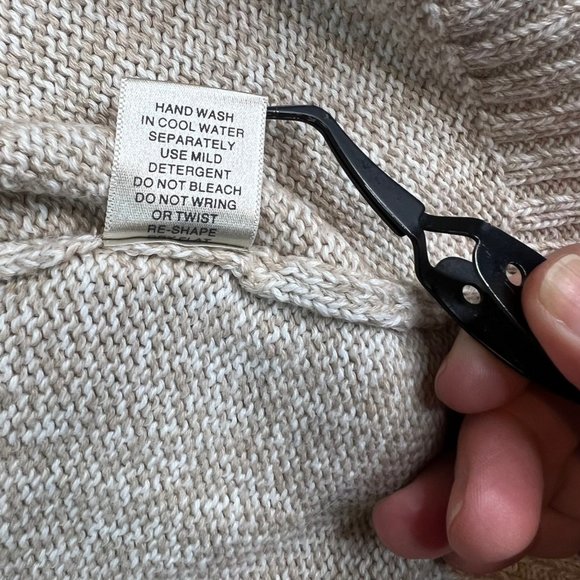 HAND WASH
IN COOL WATER
SEPARATELY
USE MILD
DETERGENT
DO NOT BLEACH
DO NOT WRING
OR TWIST
RE-SHAPE